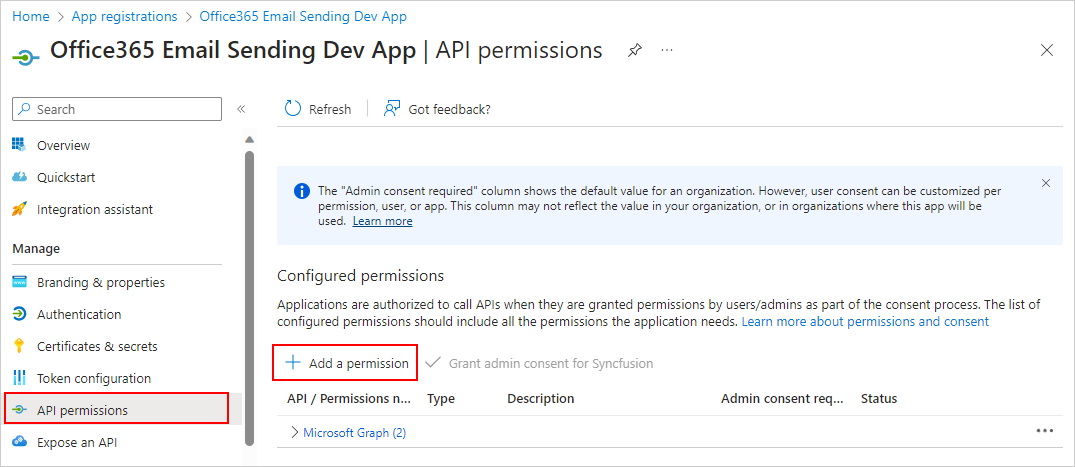 Home > App registrations > Office365 Email Sending Dev App
Office365 Email Sending Dev App | API permissions ...
Search
«
Refresh
Got feedback?
Overview
Quickstart
Integration assistant
Manage
Branding & properties
Authentication
Certificates & secrets
Token configuration
API permissions
Expose an API
The "Admin consent required" column shows the default value for an organization. However, user consent can be customized per
permission, user, or app. This column may not reflect the value in your organization, or in organizations where this app will be
used. Learn more
Configured permissions
Applications are authorized to call APIs when they are granted permissions by users/admins as part of the consent process. The list of
configured permissions should include all the permissions the application needs. Learn more about permissions and consent
Add a permission
Grant admin consent for Syncfusion
API / Permissions n... Type Description Admin consent req... Status
Microsoft Graph (2) ...